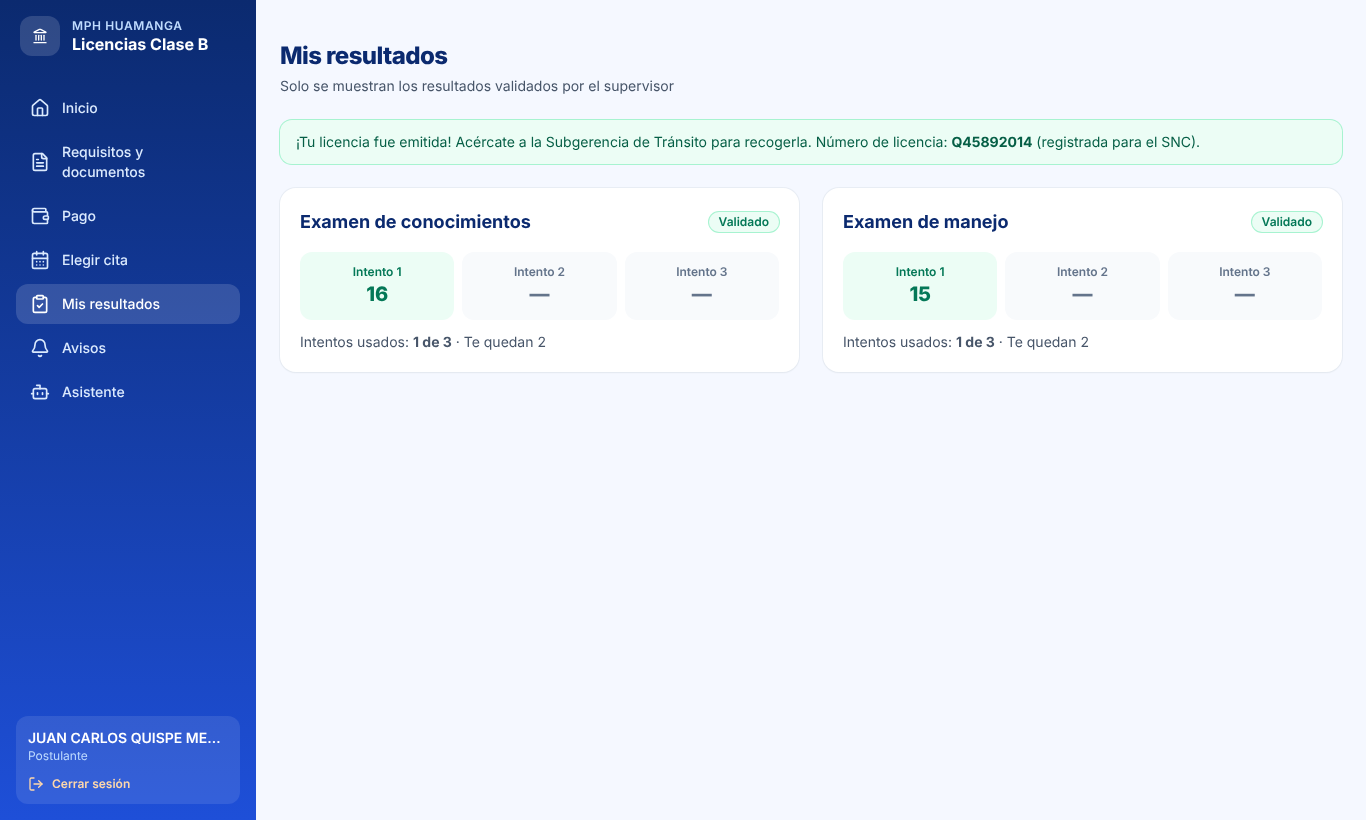 MPH HUAMANGA
Licencias Clase B
Inicio
Requisitos y
documentos
Pago
Elegir cita
Mis resultados
Avisos
Asistente
JUAN CARLOS QUISPE ME...
Postulante
Cerrar sesión
Mis resultados
Solo se muestran los resultados validados por el supervisor
¡Tu licencia fue emitida! Acércate a la Subgerencia de Tránsito para recogerla. Número de licencia: Q45892014 (registrada para el SNC).
Examen de conocimientos
Validado
Intento 1
16
Intento 2
—
Intento 3
—
Intentos usados: 1 de 3 · Te quedan 2
Examen de manejo
Validado
Intento 1
15
Intento 2
—
Intento 3
—
Intentos usados: 1 de 3 · Te quedan 2